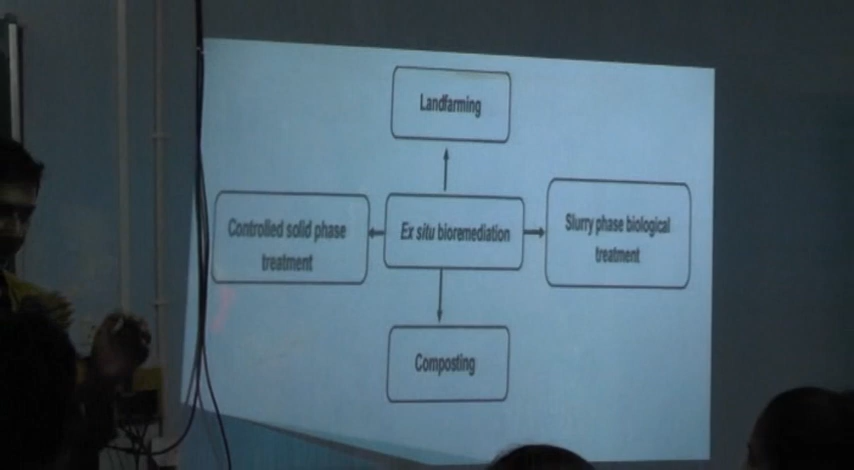 Landfarming
Controlled solid phase
treatment
Ex situ bioremediation
Slurry phase biological
treatment
Composting